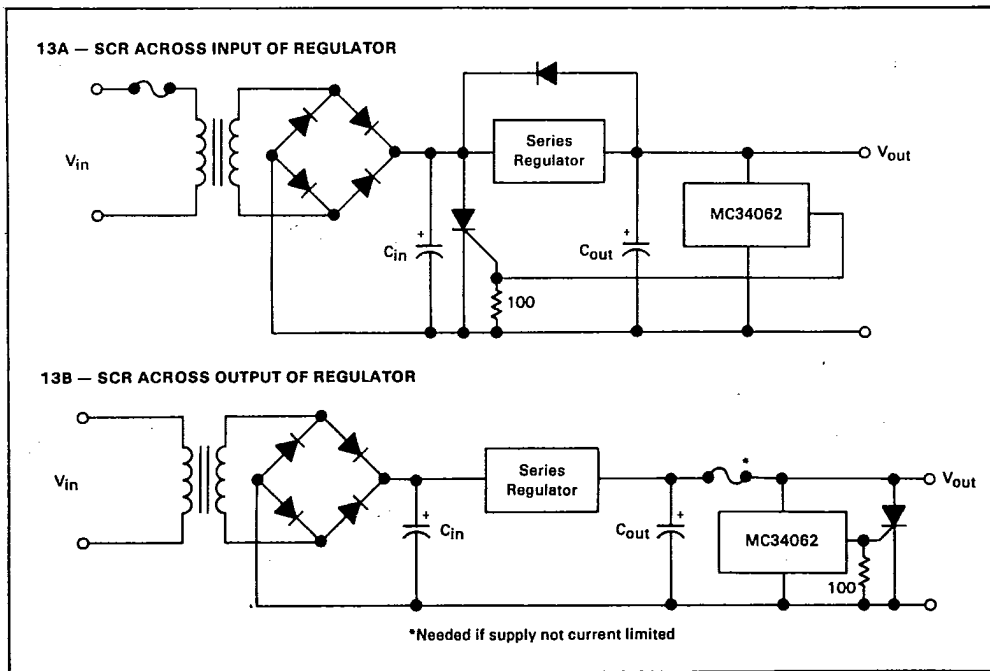 13A — SCR ACROSS INPUT OF REGULATOR
Vin
Series
Regulator
Vout
MC34062
Cin
+
Cout
+
100
13B — SCR ACROSS OUTPUT OF REGULATOR
Vin
Series
Regulator
*
Vout
Cin
+
Cout
+
MC34062
100
*Needed if supply not current limited